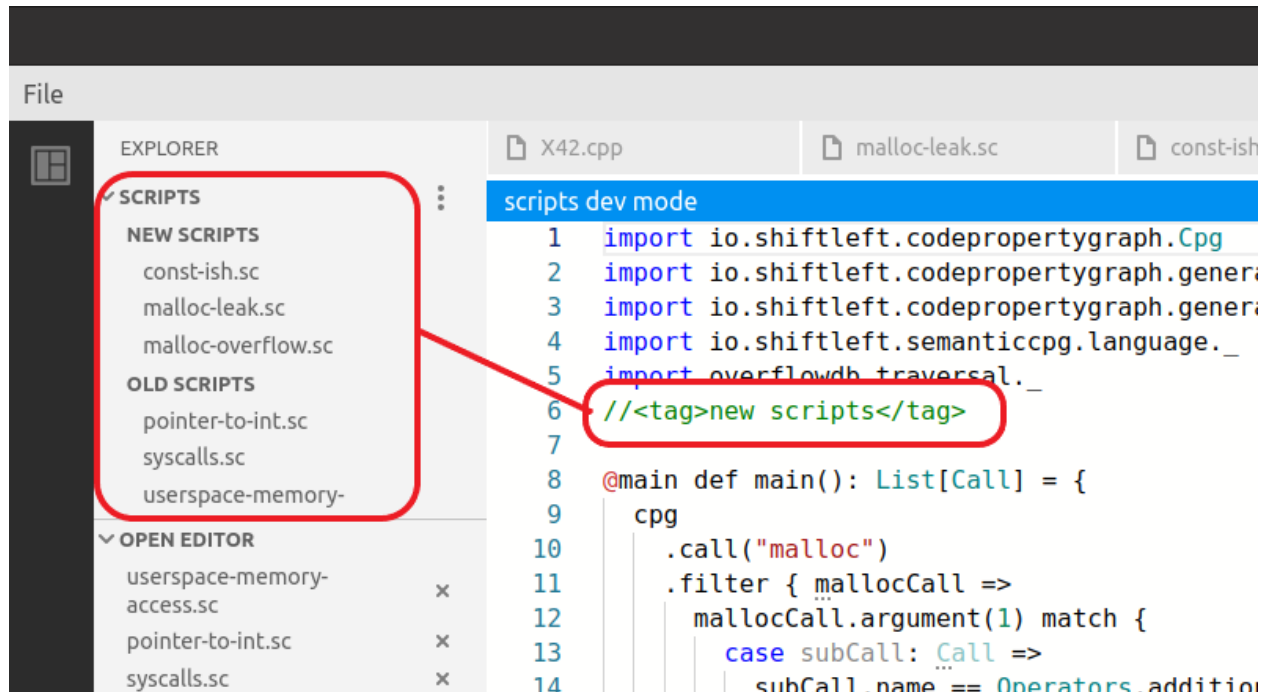 File
EXPLORER
SCRIPTS
NEW SCRIPTS
const-ish.sc
malloc-leak.sc
malloc-overflow.sc
OLD SCRIPTS
pointer-to-int.sc
syscalls.sc
userspace-memory-
OPEN EDITOR
userspace-memory-
access.sc
pointer-to-int.sc
syscalls.sc
X42.cpp
malloc-leak.sc
const-ish
scripts dev mode
1 import io.shiftleft.codepropertygraph.Cpg
2 import io.shiftleft.codepropertygraph.genera
3 import io.shiftleft.codepropertygraph.genera
4 import io.shiftleft.semanticcpg.language._
5 import overflowdb.traversal._
6 //<tag>new scripts</tag>
7
8 @main def main(): List[Call] = {
9 cpg
10 .call("malloc")
11 .filter { mallocCall =>
12 mallocCall.argument(1) match {
13 case subCall: Call =>
14 subCall.name == Operators.addition